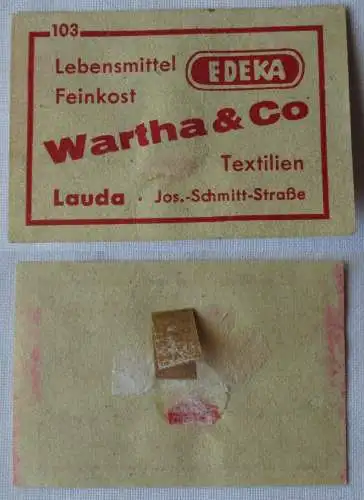 103
Lebensmittel EDEKA
Feinkost
Wartha & Co
Textilien
Lauda · Jos.-Schmitt-Straße